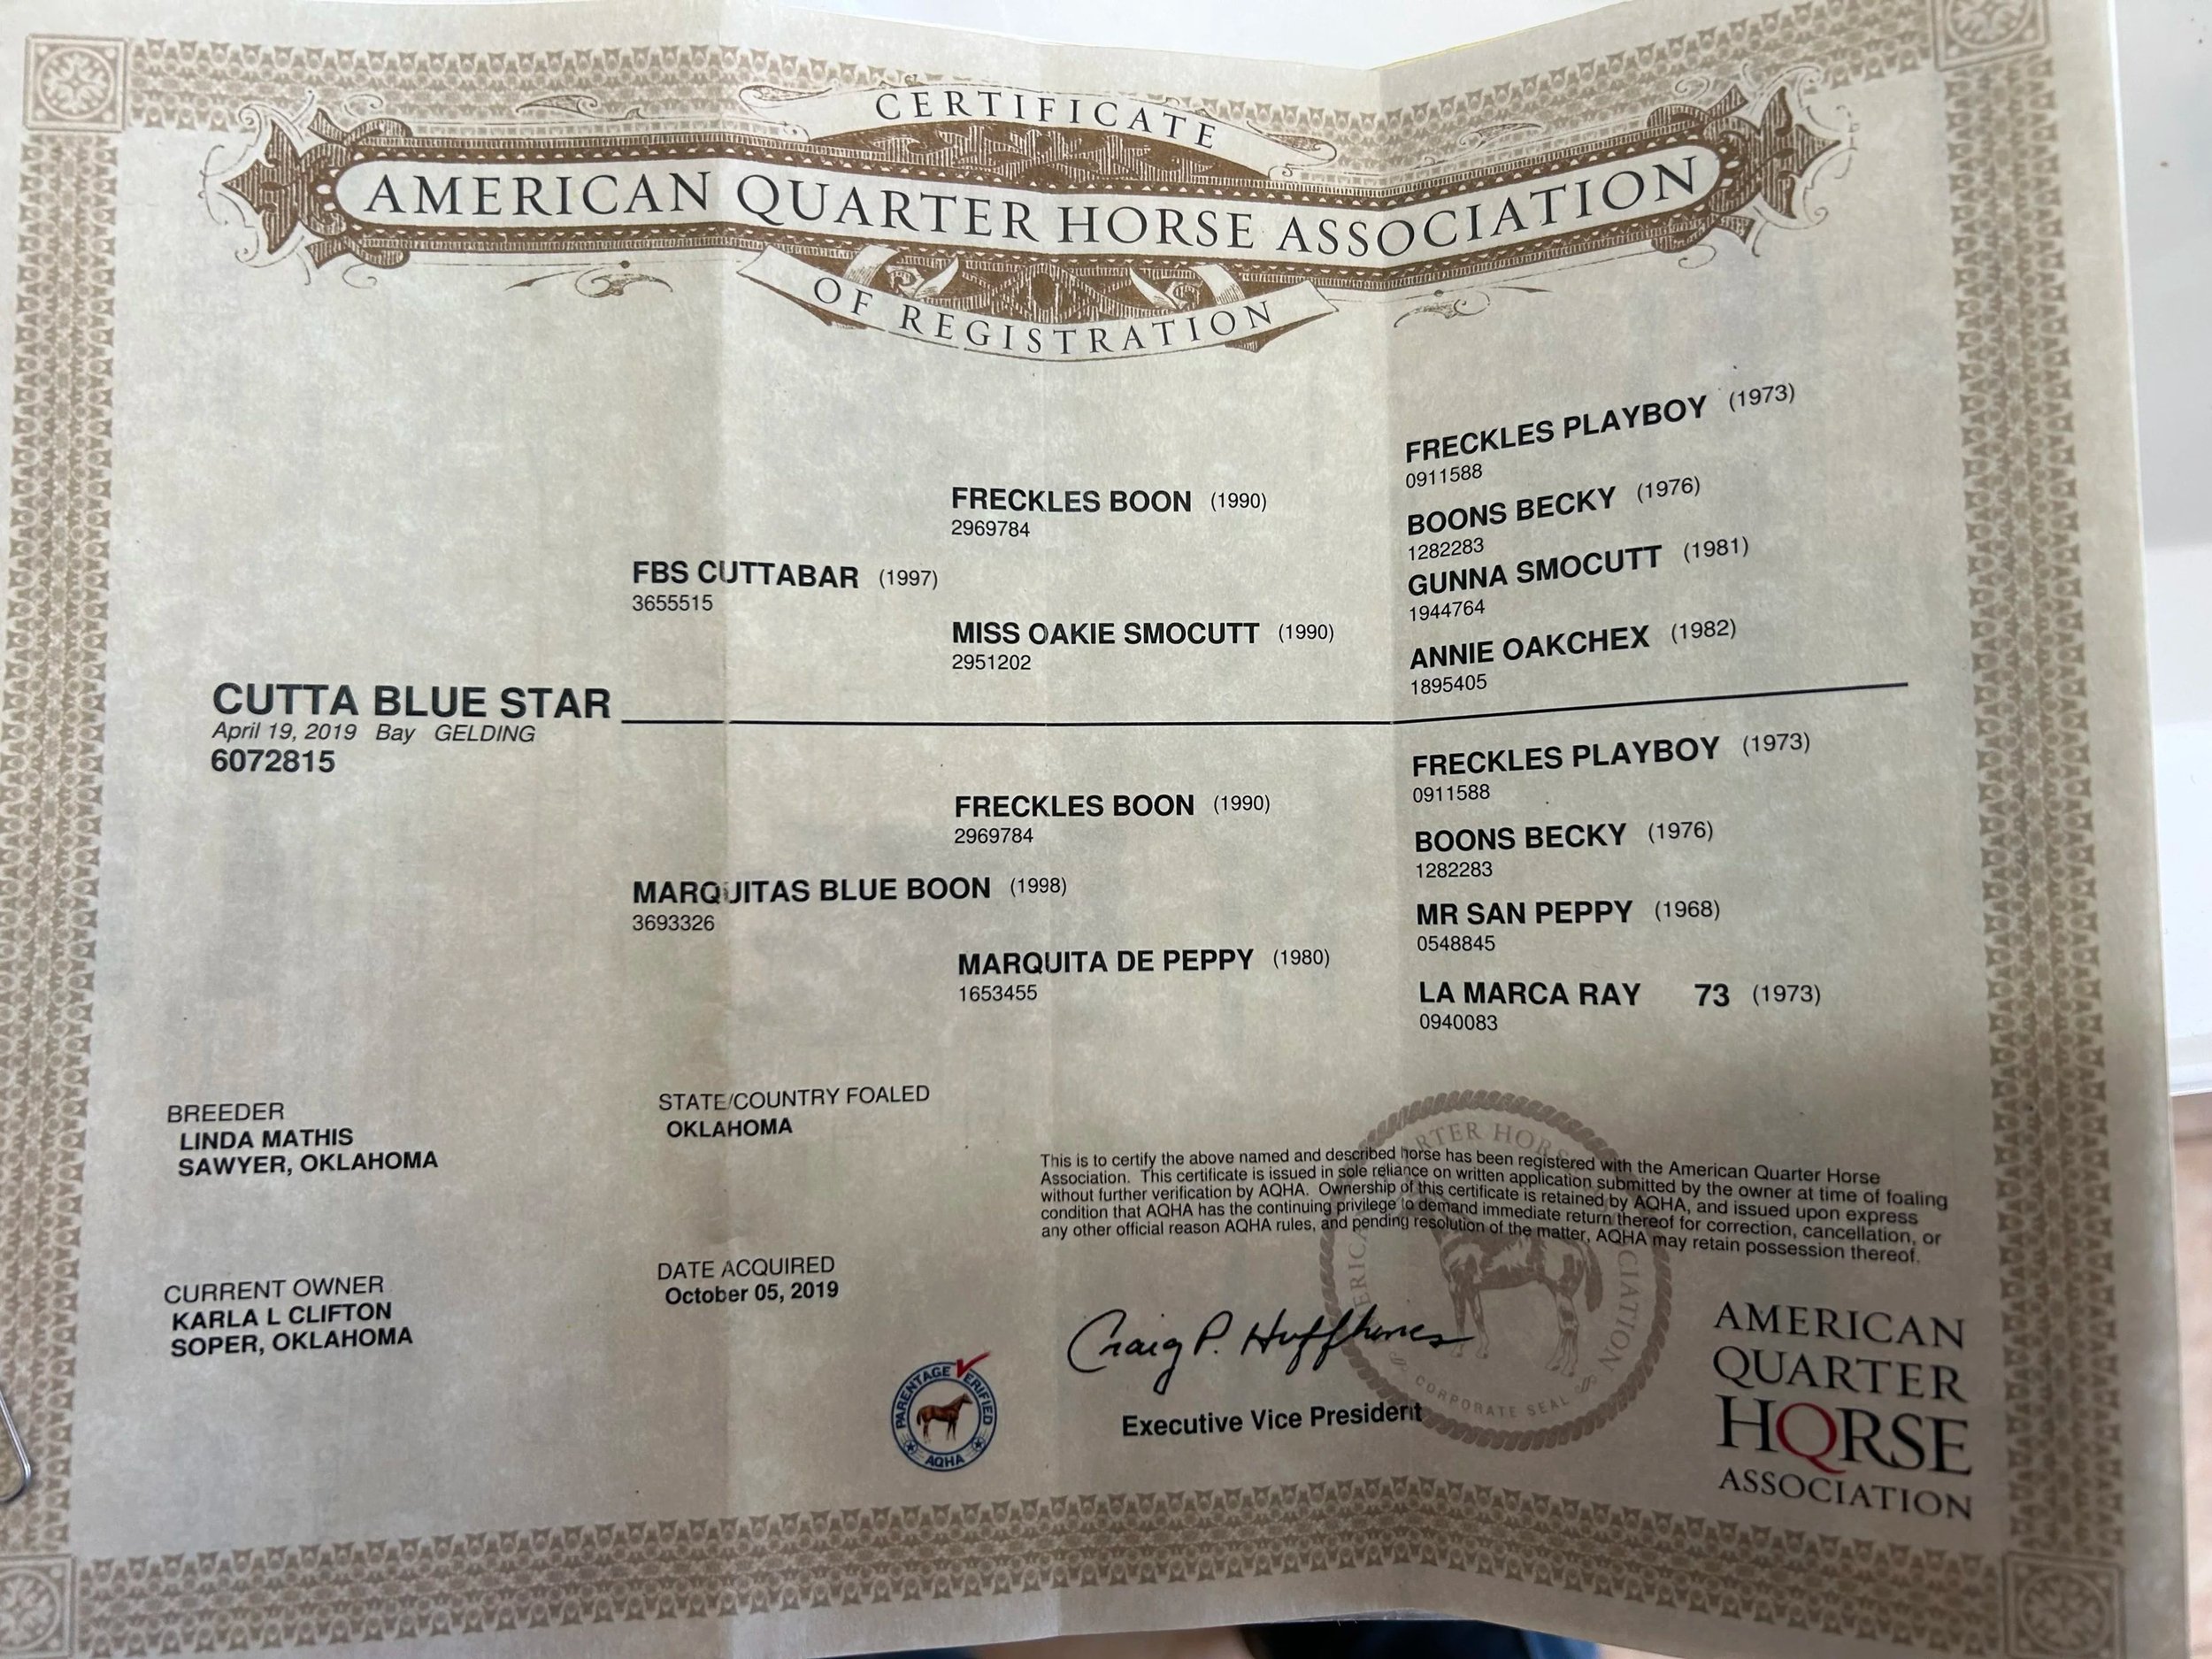 CERTIFICATE
AMERICAN QUARTER HORSE ASSOCIATION
OF REGISTRATION
FRECKLES PLAYBOY (1973)
0911588
FRECKLES BOON (1990)
2969784
BOONS BECKY (1976)
1282283
FBS CUTTABAR (1997)
3655515
GUNNA SMOCUTT (1981)
1944764
MISS OAKIE SMOCUTT (1990)
2951202
ANNIE OAKCHEX (1982)
1895405
CUTTA BLUE STAR
April 19, 2019 Bay GELDING
6072815
FRECKLES PLAYBOY (1973)
0911588
FRECKLES BOON (1990)
2969784
BOONS BECKY (1976)
1282283
MARQUITAS BLUE BOON (1998)
3693326
MR SAN PEPPY (1968)
0548845
MARQUITA DE PEPPY (1980)
1653455
LA MARCA RAY 73 (1973)
0940083
BREEDER
LINDA MATHIS
SAWYER, OKLAHOMA
STATE/COUNTRY FOALED
OKLAHOMA
This is to certify the above named and described horse has been registered with the American Quarter Horse
Association. This certificate is issued in sole reliance on written application submitted by the owner at time of foaling
without further verification by AQHA. Ownership of this certificate is retained by AQHA, and issued upon express
condition that AQHA has the continuing privilege to demand immediate return thereof for correction, cancellation, or
any other official reason AQHA rules, and pending resolution of the matter, AQHA may retain possession thereof.
CURRENT OWNER
KARLA L CLIFTON
SOPER, OKLAHOMA
DATE ACQUIRED
October 05, 2019
PARENTAGE VERIFIED
AQHA
Craig P. Huffhines
Executive Vice President
CORPORATE SEAL
AMERICAN
QUARTER
HORSE
ASSOCIATION